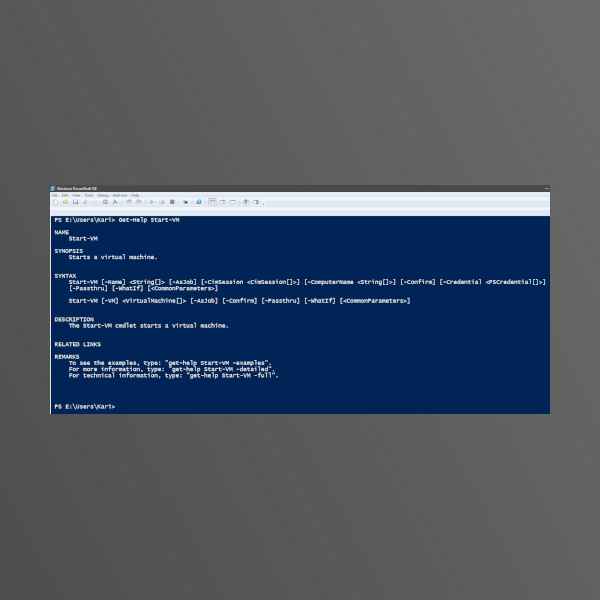 Windows PowerShell ISE
File Edit View Tools Debug Add-ons Help
PS E:\Users\Kari> Get-Help Start-VM
NAME
Start-VM
SYNOPSIS
Starts a virtual machine.
SYNTAX
Start-VM [-Name] <String[]> [-AsJob] [-CimSession <CimSession[]>] [-ComputerName <String[]>] [-Confirm] [-Credential <PSCredential[]>]
[-Passthru] [-WhatIf] [<CommonParameters>]
Start-VM [-VM] <VirtualMachine[]> [-AsJob] [-Confirm] [-Passthru] [-WhatIf] [<CommonParameters>]
DESCRIPTION
The Start-VM cmdlet starts a virtual machine.
RELATED LINKS
REMARKS
To see the examples, type: "get-help Start-VM -examples".
For more information, type: "get-help Start-VM -detailed".
For technical information, type: "get-help Start-VM -full".
PS E:\Users\Kari>